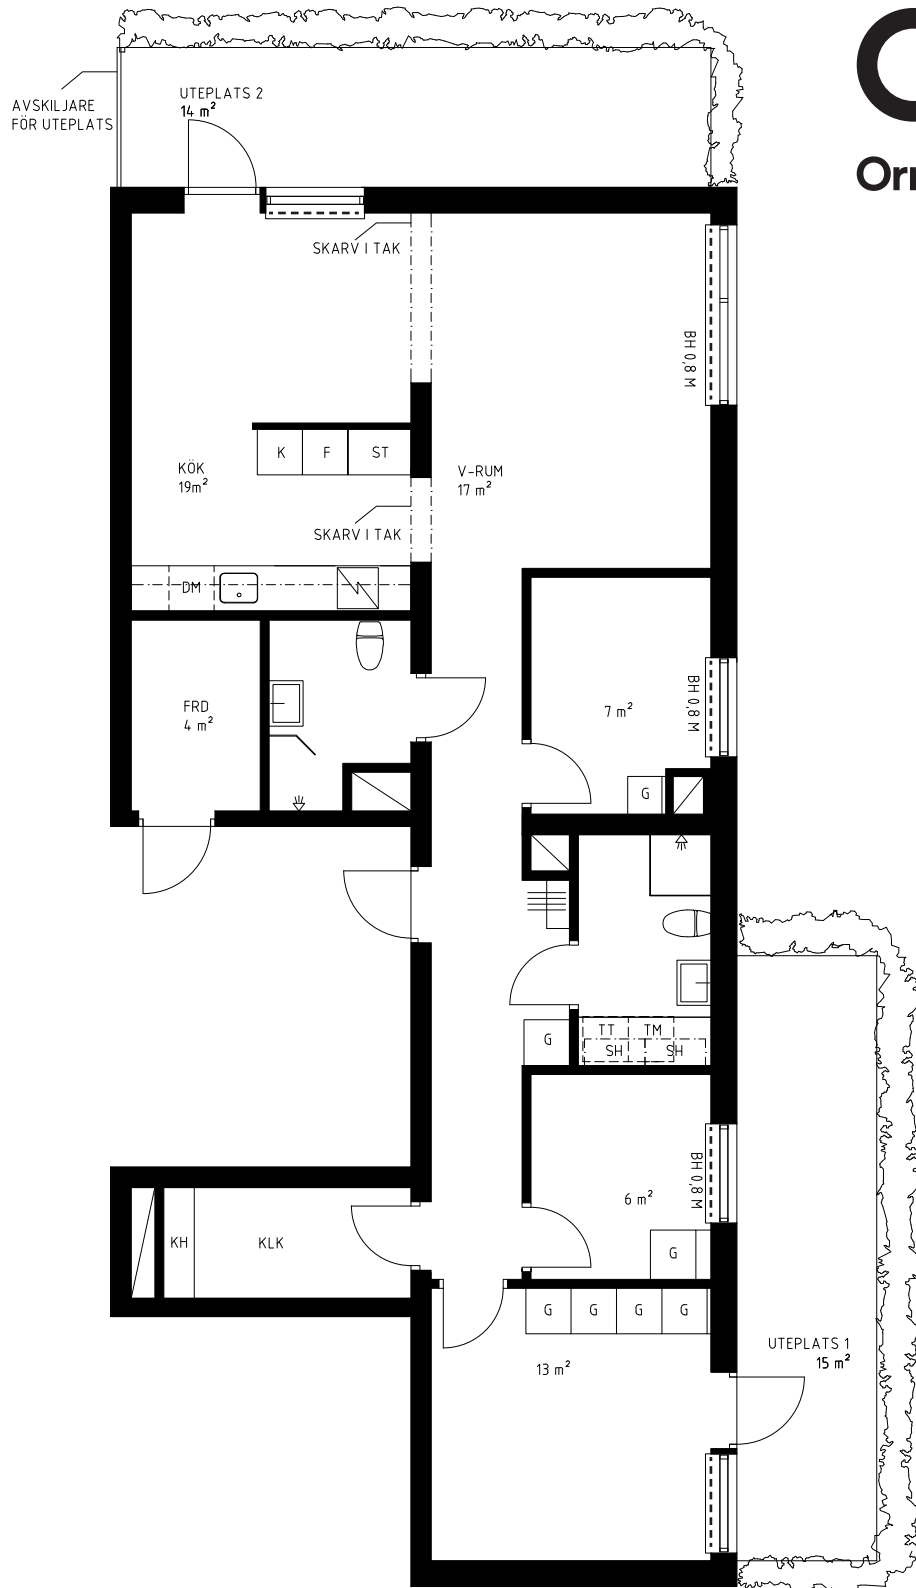 UTEPLATS 2
14 m²
AVSKILJARE
FÖR UTEPLATS
Orr
SKARV I TAK
BH 0,8 M
K
F
ST
KÖK
19m²
V-RUM
17 m²
SKARV I TAK
DM
FRD
4 m²
7 m²
BH 0,8 M
G
TT
TM
SH
SH
G
6 m²
BH 0,8 M
KH
KLK
G
G
G
G
G
13 m²
UTEPLATS 1
15 m²